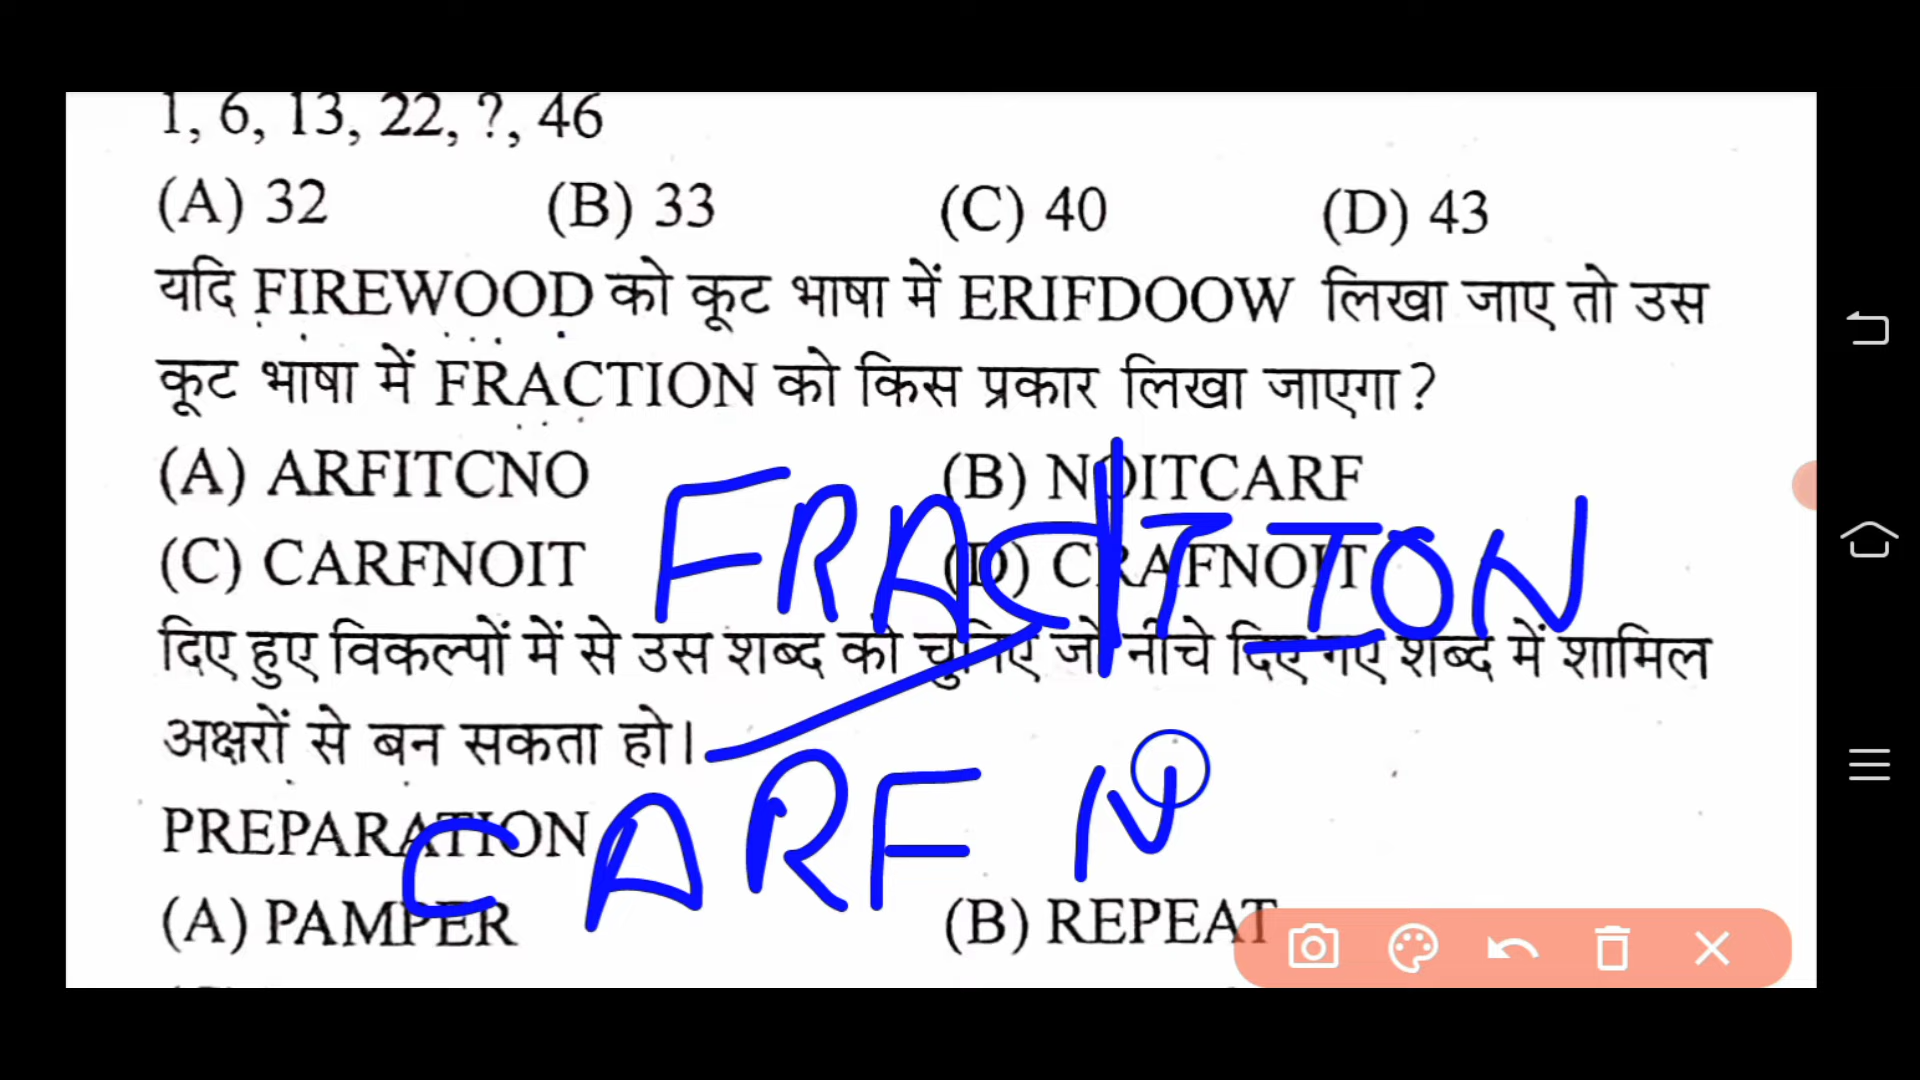 1, 6, 13, 22, ?, 46
(A) 32 (B) 33 (C) 40 (D) 43
यदि FIREWOOD को कूट भाषा में ERIFDOOW लिखा जाए तो उस
कूट भाषा में FRACTION को किस प्रकार लिखा जाएगा?
(A) ARFITCNO (B) NOITCARF
FRACTION
(C) CARFNOIT (D) CRAFNOIT
दिए हुए विकल्पों में से उस शब्द को चुनिए जो नीचे दिए गए शब्द में शामिल
अक्षरों से बन सकता हो।
PREPARATION
CARF N
(A) PAMPER (B) REPEAT